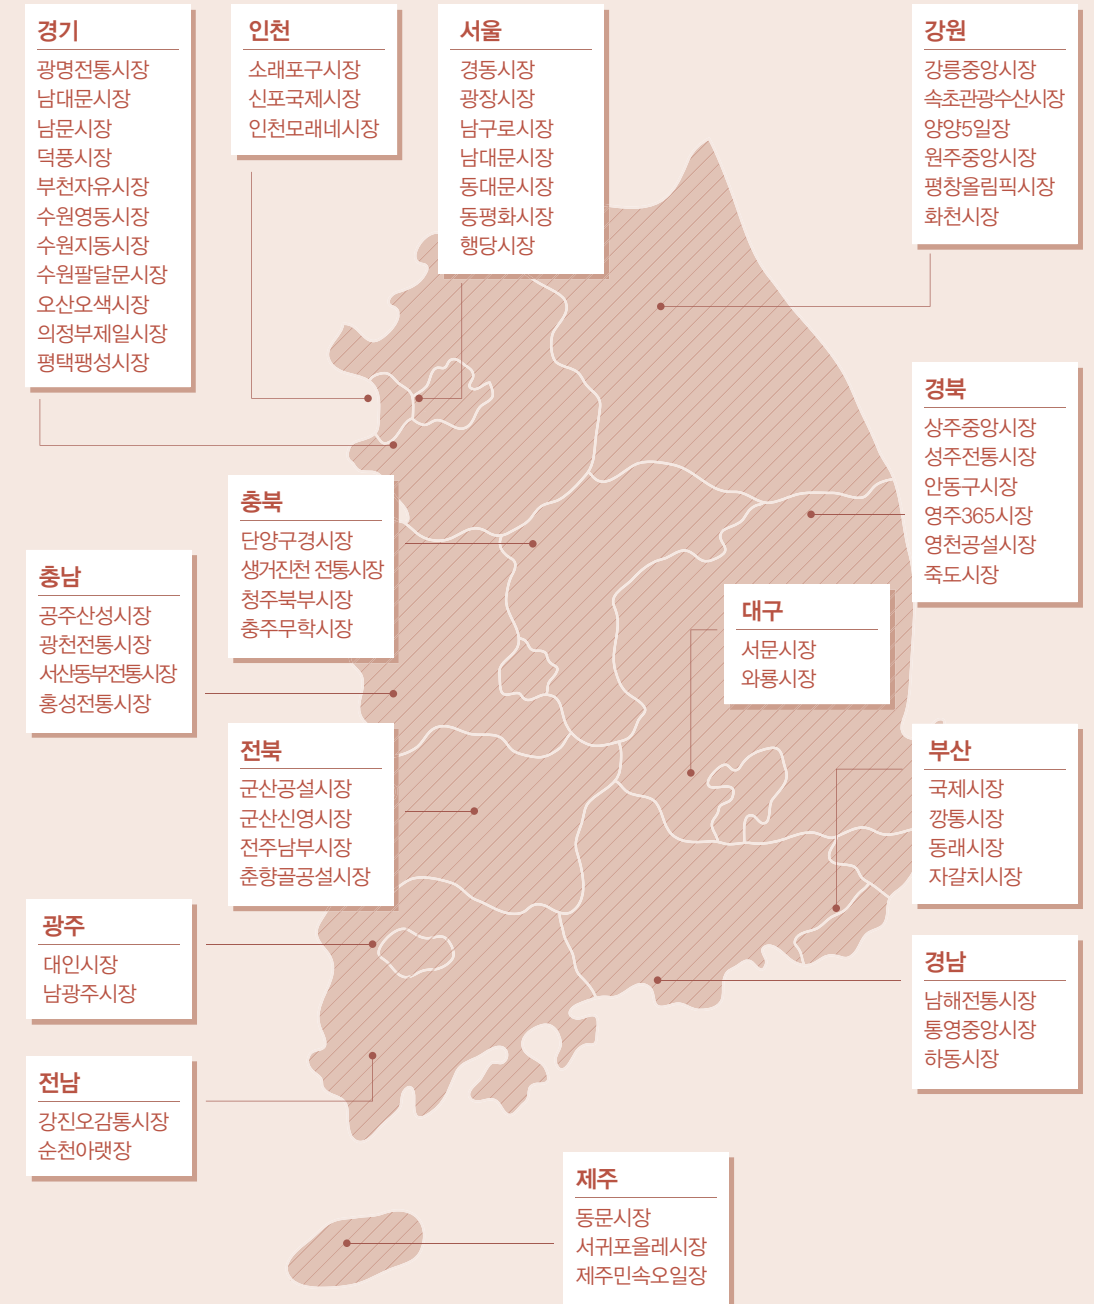 경기
광명전통시장
남대문시장
남문시장
덕풍시장
부천자유시장
수원영동시장
수원지동시장
수원팔달문시장
오산오색시장
의정부제일시장
평택팽성시장
인천
소래포구시장
신포국제시장
인천모래네시장
서울
경동시장
광장시장
남구로시장
남대문시장
동대문시장
동평화시장
행당시장
강원
강릉중앙시장
속초관광수산시장
양양5일장
원주중앙시장
평창올림픽시장
화천시장
경북
상주중앙시장
성주전통시장
안동구시장
영주365시장
영천공설시장
죽도시장
충북
단양구경시장
생거진천 전통시장
청주북부시장
충주무학시장
충남
공주산성시장
광천전통시장
서산동부전통시장
홍성전통시장
대구
서문시장
와룡시장
전북
군산공설시장
군산신영시장
전주남부시장
춘향골공설시장
부산
국제시장
깡통시장
동래시장
자갈치시장
광주
대인시장
남광주시장
경남
남해전통시장
통영중앙시장
하동시장
전남
강진오감통시장
순천아랫장
제주
동문시장
서귀포올레시장
제주민속오일장